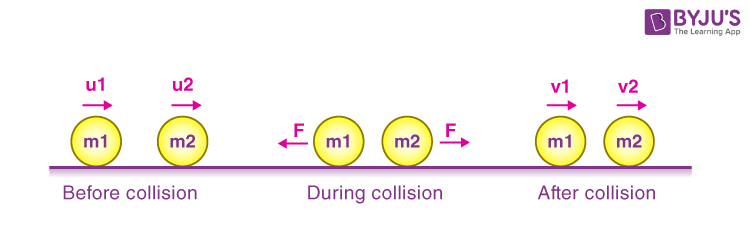 BYJU'S
The Learning App
u1 u2 v1 v2
F F
m1 m2 m1 m2 m1 m2
Before collision During collision After collision